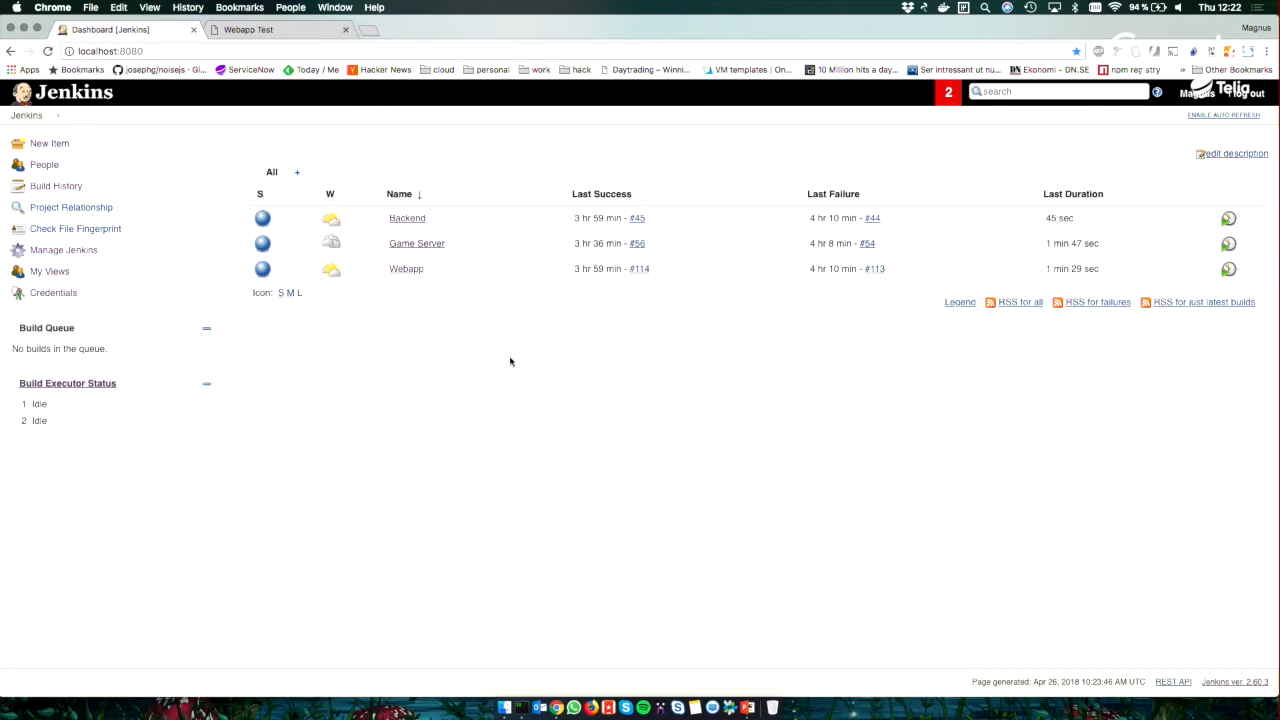 Chrome File Edit View History Bookmarks People Window Help 94 % Thu 12:22
Dashboard [Jenkins] Webapp Test Magnus
localhost:8080
Apps Bookmarks josephg/noisejs · Gi... ServiceNow Today / Me Hacker News cloud personal work hack Daytrading – Winni... VM templates | On... 10 Million hits a day... Ser intressant ut nu... Ekonomi – DN.SE » Other Bookmarks
Jenkins 2 search log out
Telia
Jenkins ENABLE AUTO REFRESH
New Item edit description
People All +
Build History S W Name ↓ Last Success Last Failure Last Duration
Project Relationship Backend 3 hr 59 min - #45 4 hr 10 min - #44 45 sec
Check File Fingerprint Game Server 3 hr 36 min - #56 4 hr 8 min - #54 1 min 47 sec
Manage Jenkins Webapp 3 hr 59 min - #114 4 hr 10 min - #113 1 min 29 sec
My Views
Credentials Icon: S M L
Legend RSS for all RSS for failures RSS for just latest builds
Build Queue
No builds in the queue.
Build Executor Status
1 Idle
2 Idle
Page generated: Apr 26, 2018 10:23:46 AM UTC REST API Jenkins ver. 2.60.3